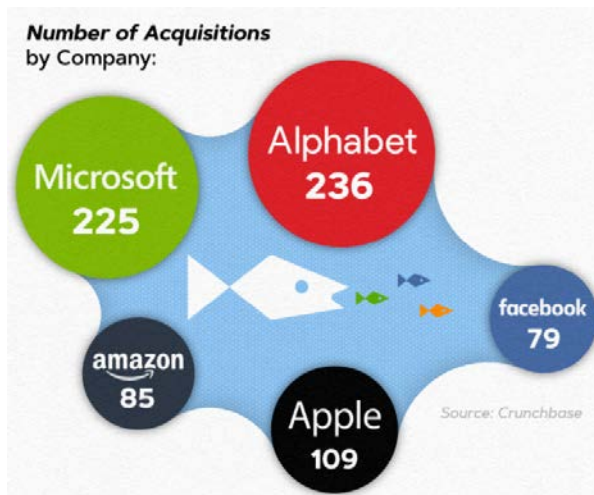 Number of Acquisitions
by Company:
Alphabet
236
Microsoft
225
facebook
79
amazon
85
Apple
109
Source: Crunchbase